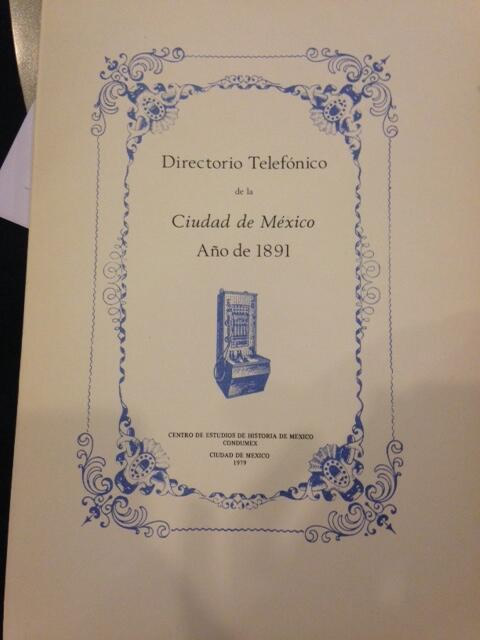 Directorio Telefónico
de la
Ciudad de México
Año de 1891
CENTRO DE ESTUDIOS DE HISTORIA DE MEXICO
CONDUMEX
CIUDAD DE MEXICO
1979